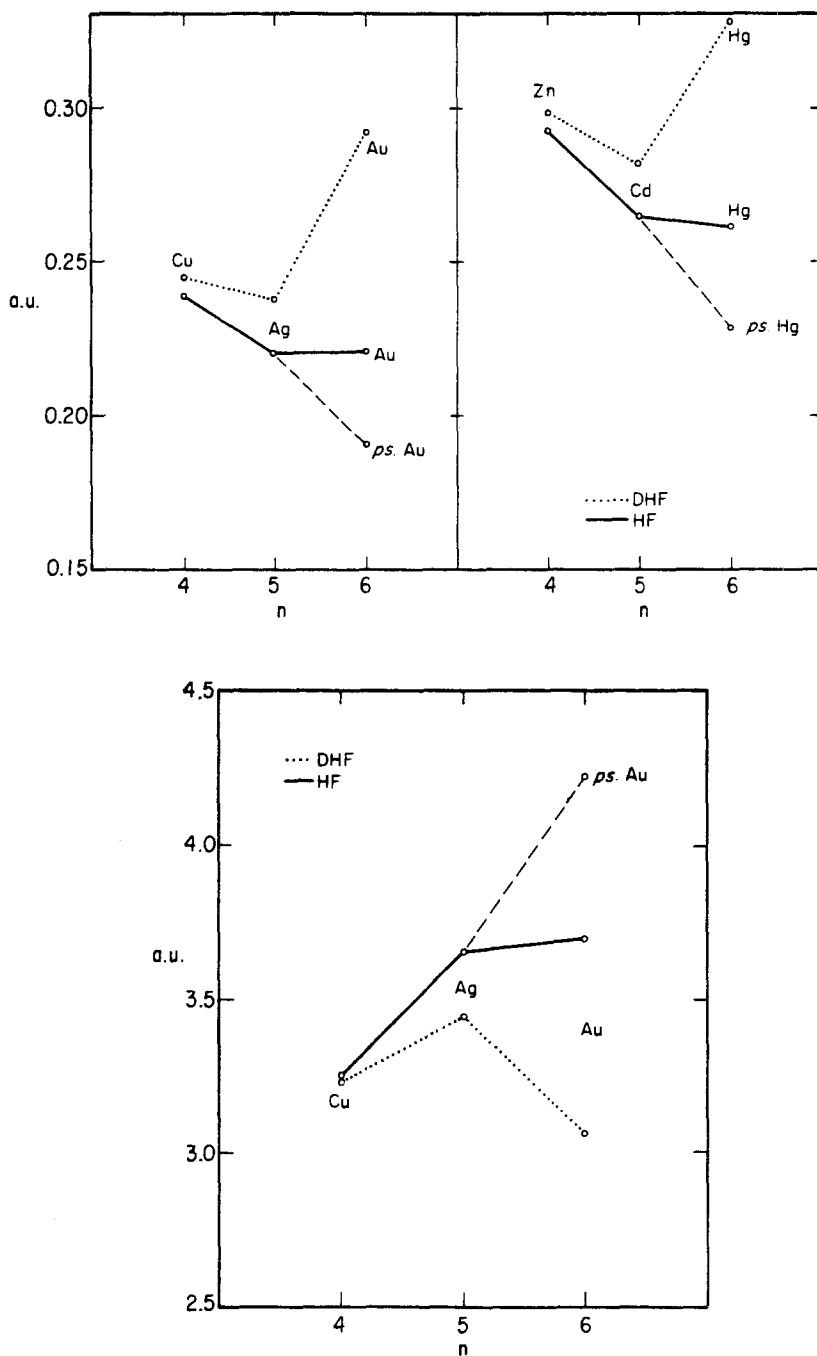 Hg
0.30
Zn
Au
Cd
Hg
0.25
Cu
a.u.
Ag
Au
ps. Hg
0.20
ps. Au
DHF
HF
0.15
4 5 6 4 5 6
n n
4.5
DHF
HF
ps. Au
4.0
a.u.
3.5
Ag
Au
Cu
3.0
2.5
4 5 6
n